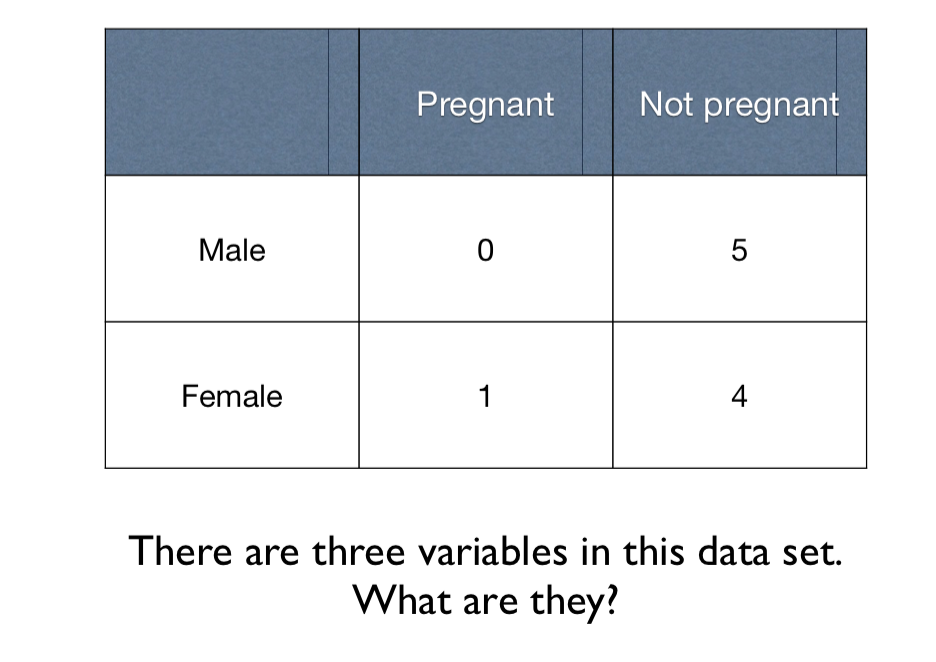 Pregnant Not pregnant
Male 0 5
Female 1 4
There are three variables in this data set.
What are they?